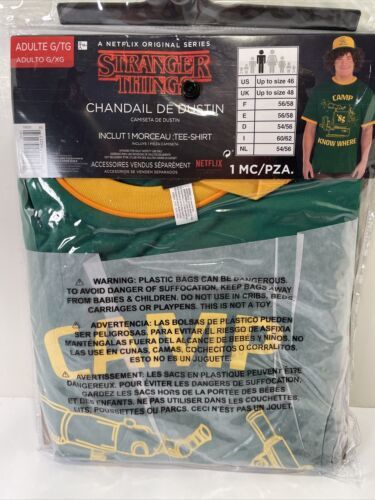 ADULTE G/TG
ADULTO G/XG
A NETFLIX ORIGINAL SERIES
STRANGER
THINGS
CHANDAIL DE DUSTIN
CAMISETA DE DUSTIN
INCLUT 1 MORCEAU :TEE-SHIRT
INCLUYE 1 PIEZA: CAMISETA
ACCESSOIRES VENDUS SÉPARÉMENT
ACCESORIOS SE VENDEN SEPARADO
NETFLIX
US Up to size 46
UK Up to size 48
F 56/58
E 56/58
D 54/56
I 60/62
NL 54/56
1 MC/PZA.
CAMP
'85
KNOW WHERE
CAMP
⚠ WARNING: PLASTIC BAGS CAN BE DANGEROUS.
TO AVOID DANGER OF SUFFOCATION, KEEP BAGS AWAY
FROM BABIES & CHILDREN. DO NOT USE IN CRIBS, BEDS,
CARRIAGES OR PLAYPENS. THIS IS NOT A TOY.
⚠ ADVERTENCIA: LAS BOLSAS DE PLASTICO PUEDEN
SER PELIGROSAS. PARA EVITAR EL RIESGO DE ASFIXIA
MANTÉNGALAS FUERA DEL ALCANCE DE BEBES Y NIÑOS. NO
LAS USE EN CUNAS, CAMAS, COCHECITOS O CORRALITOS.
ESTO NO ES UN JUGUETE.
⚠ AVERTISSEMENT: LES SACS EN PLASTIQUE PEUVENT ÊTRE
DANGEREUX. POUR ÉVITER LES DANGERS DE SUFFOCATION,
GARDEZ LES SACS HORS DE LA PORTÉE DES BÉBÉS
ET DES ENFANTS. NE PAS UTILISER DANS LES COUCHETTES,
LITS, POUSSETTES OU PARCS. CECI N'EST PAS UN JOUET.